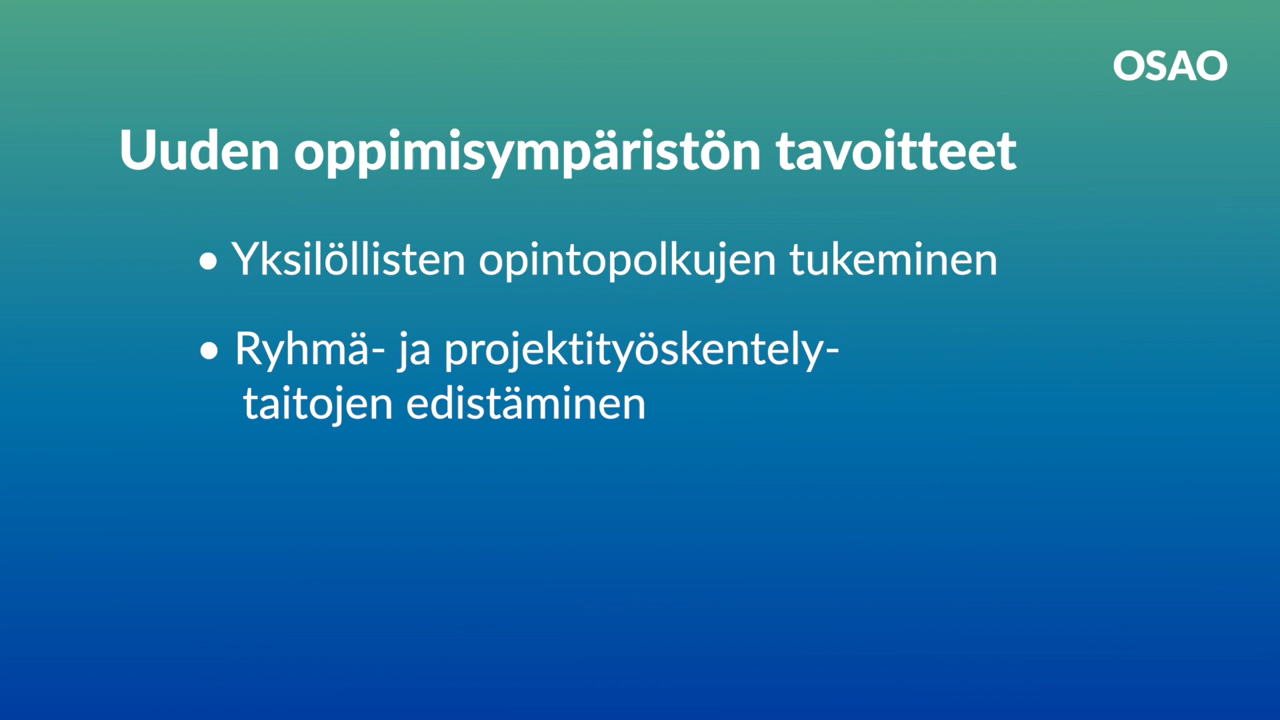 OSAO
Uuden oppimisympäristön tavoitteet
• Yksilöllisten opintopolkujen tukeminen
• Ryhmä- ja projektityöskentely-
taitojen edistäminen